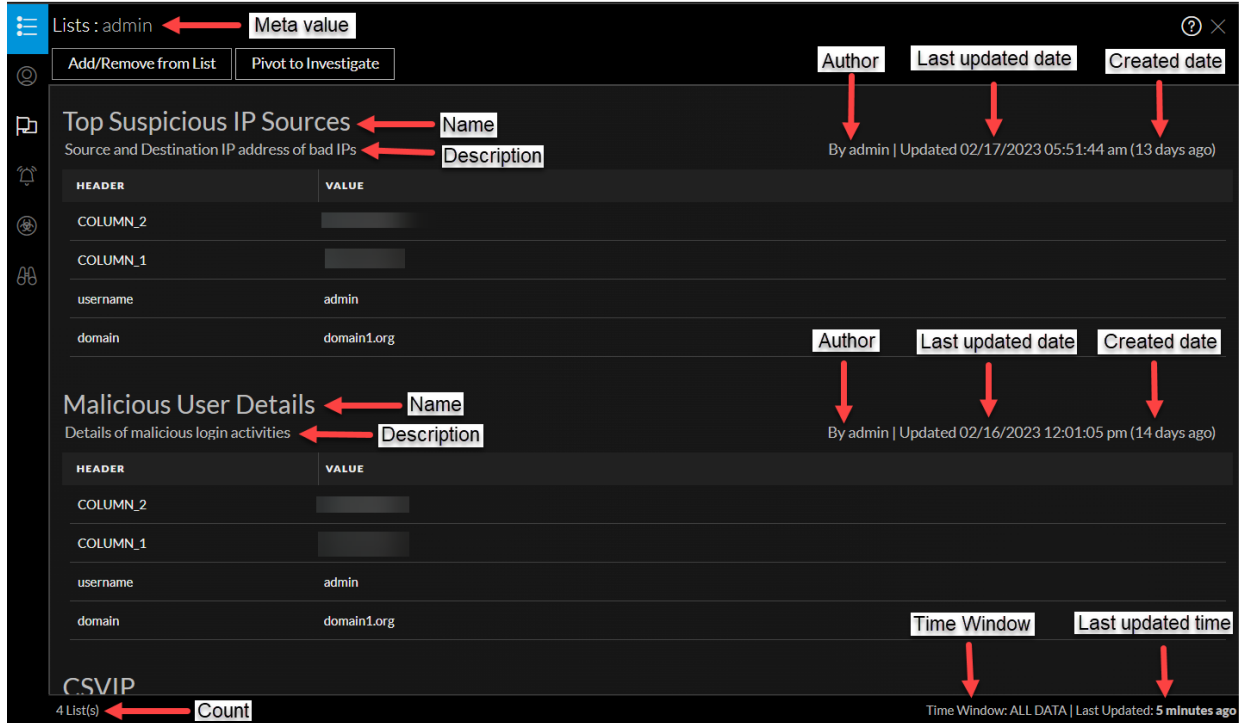 Lists : admin
Meta value
Add/Remove from List
Pivot to Investigate
Author
Last updated date
Created date
Top Suspicious IP Sources
Name
Source and Destination IP address of bad IPs
Description
By admin | Updated 02/17/2023 05:51:44 am (13 days ago)
HEADER VALUE
COLUMN_2
COLUMN_1
username admin
domain domain1.org
Author
Last updated date
Created date
Malicious User Details
Name
Details of malicious login activities
Description
By admin | Updated 02/16/2023 12:01:05 pm (14 days ago)
HEADER VALUE
COLUMN_2
COLUMN_1
username admin
domain domain1.org
Time Window
Last updated time
CSVIP
4 List(s)
Count
Time Window: ALL DATA | Last Updated: 5 minutes ago